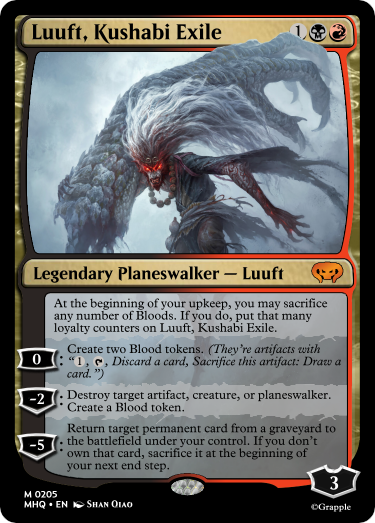 Luuft, Kushabi Exile
1
Legendary Planeswalker — Luuft
At the beginning of your upkeep, you may sacrifice
any number of Bloods. If you do, put that many
loyalty counters on Luuft, Kushabi Exile.
0: Create two Blood tokens. (They're artifacts with
“1, , Discard a card, Sacrifice this artifact: Draw a
card.”)
-2: Destroy target artifact, creature, or planeswalker.
Create a Blood token.
-5: Return target permanent card from a graveyard to
the battlefield under your control. If you don't
own that card, sacrifice it at the beginning of
your next end step.
3
M 0205
MHQ • EN Shan Qiao
©Grapple